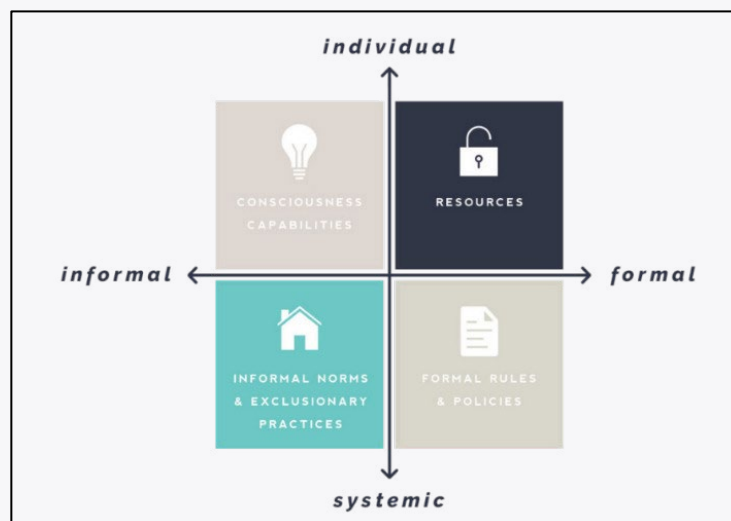 individual
CONSCIOUSNESS
CAPABILITIES
RESOURCES
informal
formal
INFORMAL NORMS
& EXCLUSIONARY
PRACTICES
FORMAL RULES
& POLICIES
systemic